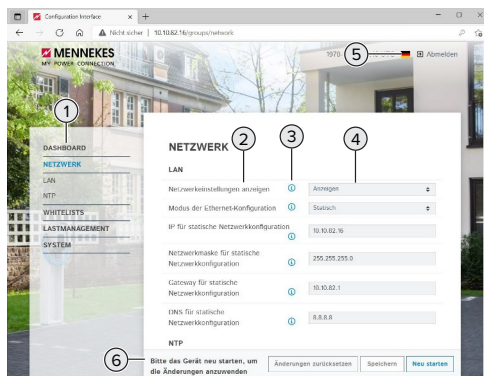 Configuration Interface
Nicht sicher | 10.10.82.16/groups/network
MENNEKES
MY POWER CONNECTION
1970
5
Abmelden
1
DASHBOARD
NETZWERK
LAN
NTP
WHITELISTS
LASTMANAGEMENT
SYSTEM
NETZWERK
2
3
4
LAN
Netzwerkeinstellungen anzeigen
Anzeigen
Modus der Ethernet-Konfiguration
Statisch
IP für statische Netzwerkkonfiguration
10.10.82.16
Netzwerkmaske für statische
Netzwerkkonfiguration
255.255.255.0
Gateway für statische
Netzwerkkonfiguration
10.10.82.1
DNS für statische
Netzwerkkonfiguration
8.8.8.8
NTP
6
Bitte das Gerät neu starten, um
die Änderungen anzuwenden
Änderungen zurücksetzen
Speichern
Neu starten